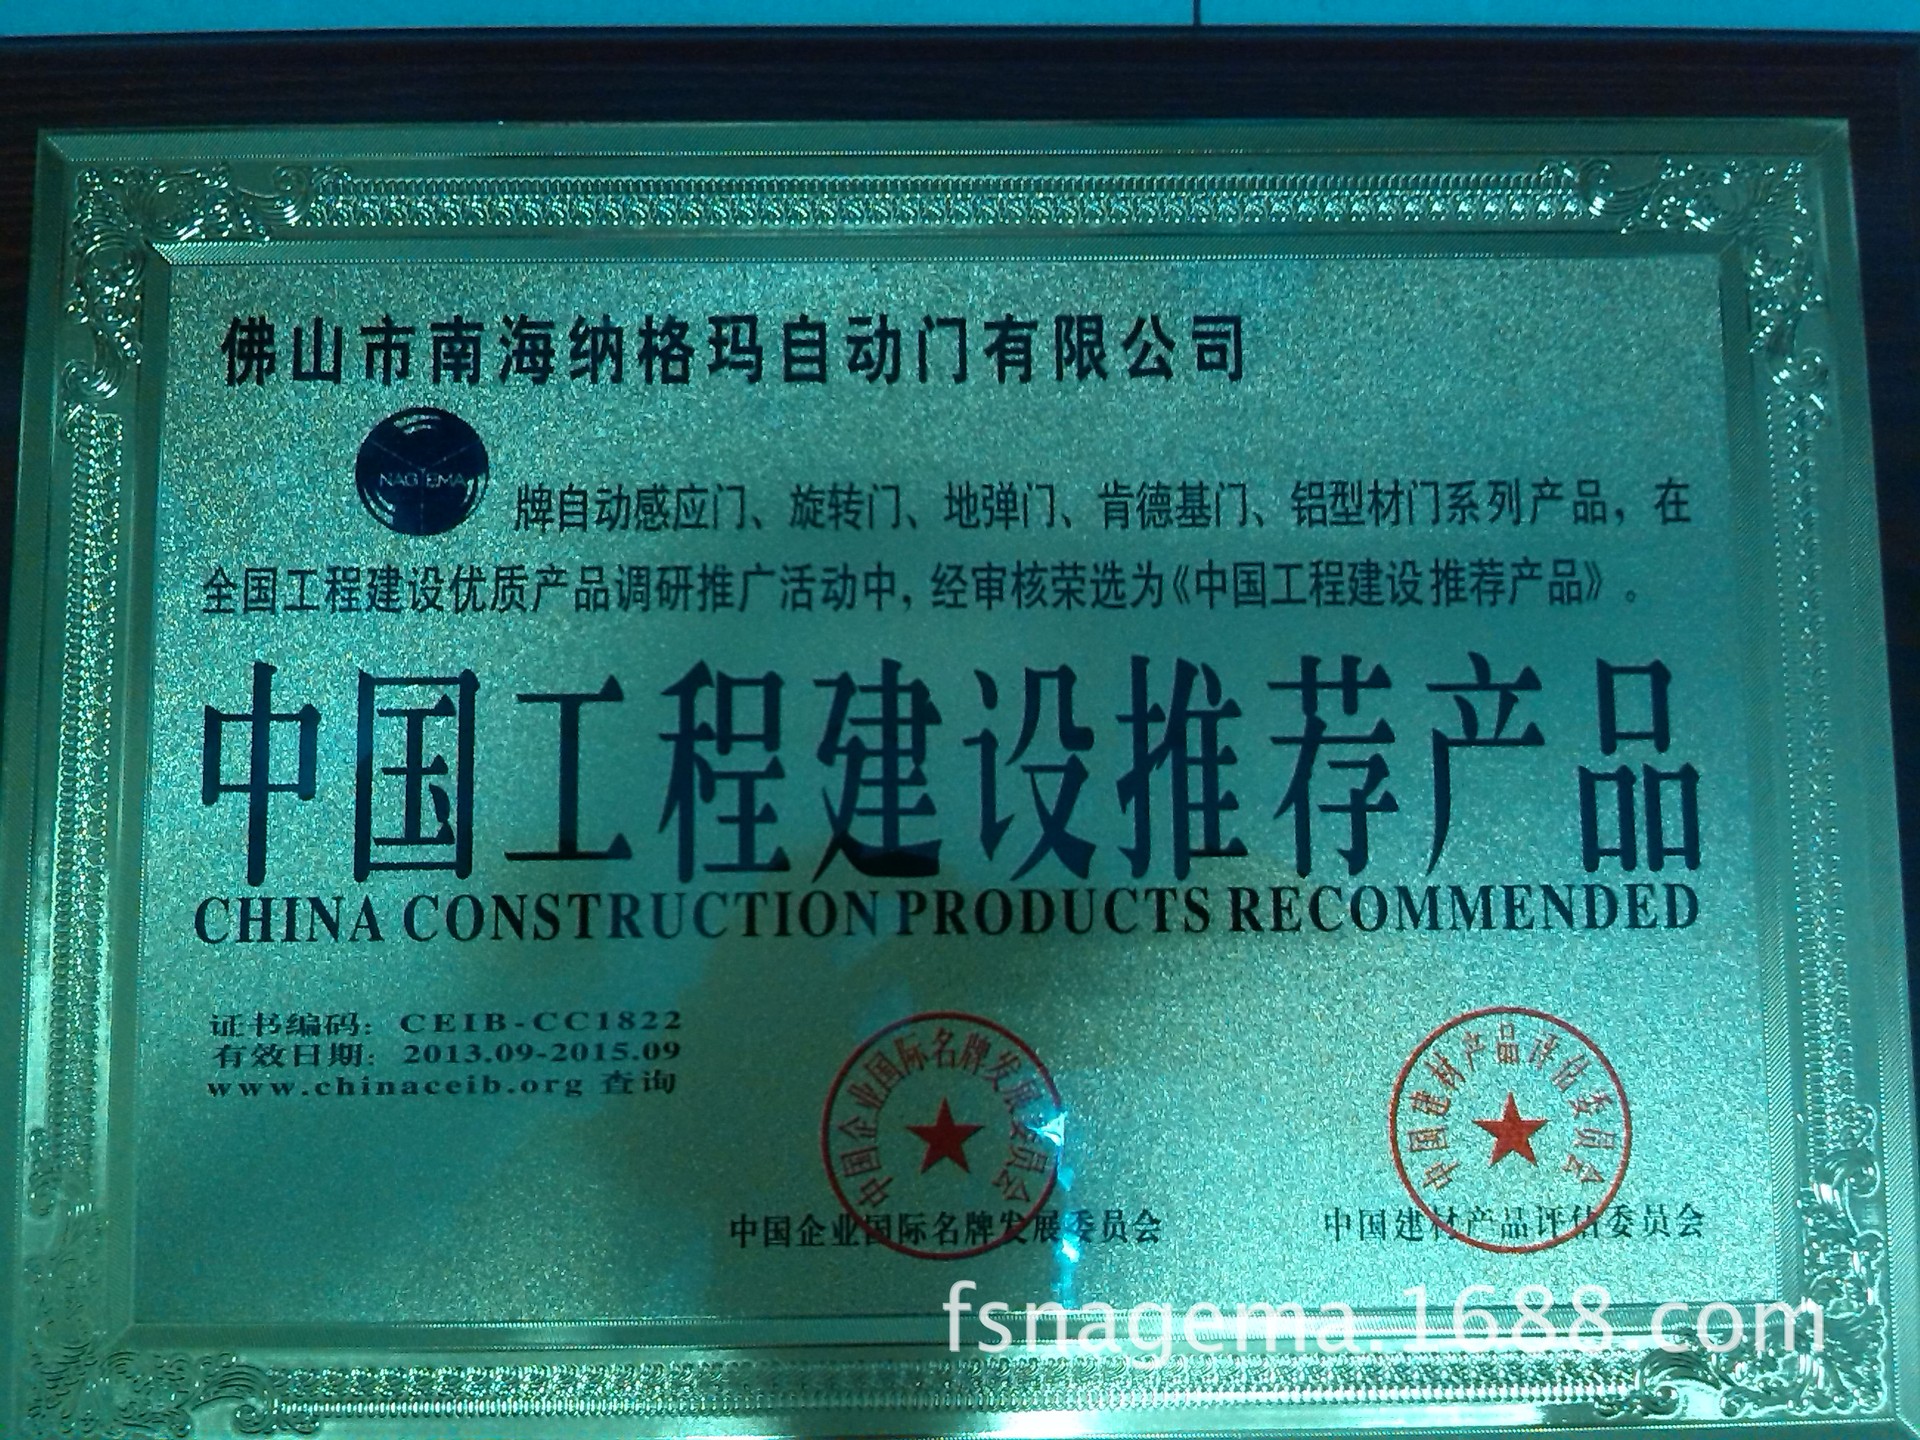 佛山市南海纳格玛自动门有限公司
NAGEMA
牌自动感应门、旋转门、地弹门、肯德基门、铝型材门系列产品，在
全国工程建设优质产品调研推广活动中，经审核荣选为《中国工程建设推荐产品》。
中国工程建设推荐产品
CHINA CONSTRUCTION PRODUCTS RECOMMENDED
证书编码：CEIB-CC1822
有效日期：2013.09-2015.09
www.chinaceib.org 查询
中国企业国际名牌发展委员会
中国建材产品评估委员会
中国企业国际名牌发展委员会
中国建材产品评估委员会
fsnagema.1688.com